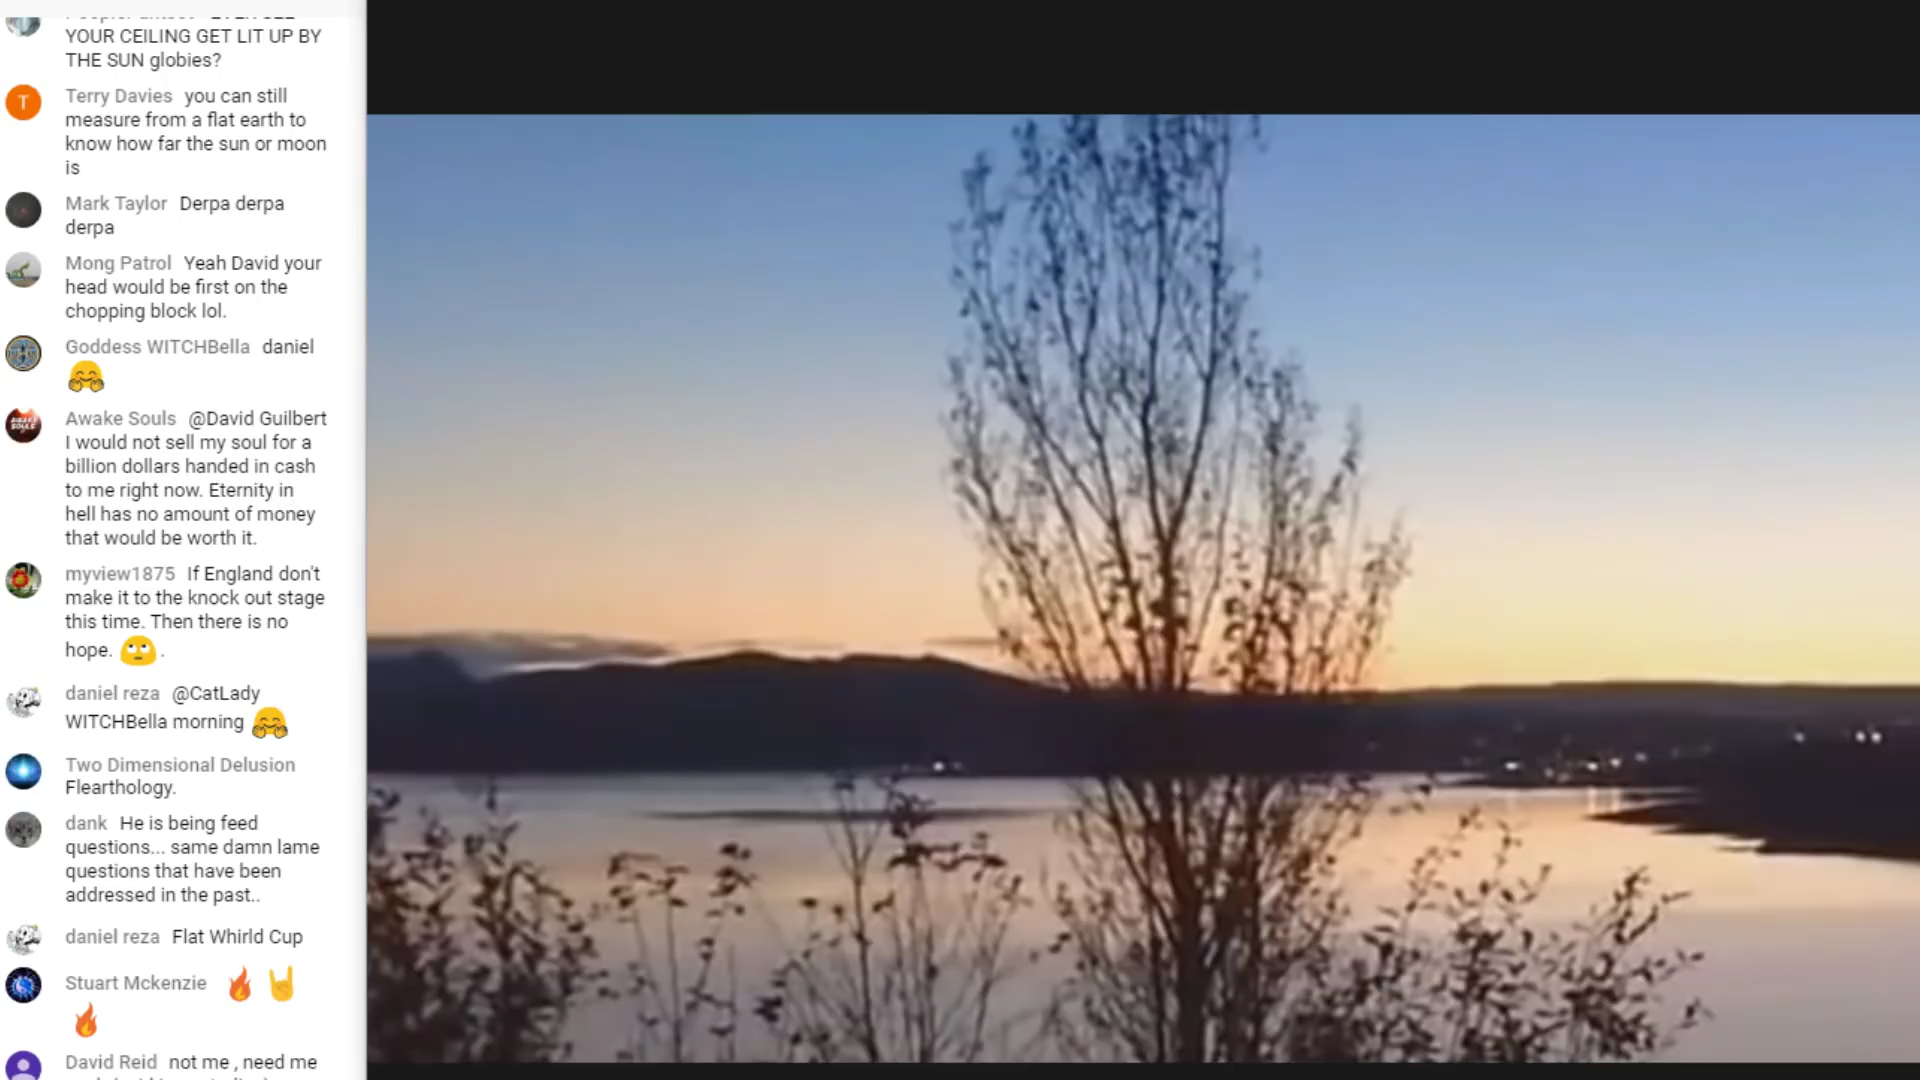 YOUR CEILING GET LIT UP BY
THE SUN globies?
T
Terry Davies you can still
measure from a flat earth to
know how far the sun or moon
is
Mark Taylor Derpa derpa
derpa
Mong Patrol Yeah David your
head would be first on the
chopping block lol.
Goddess WITCHBella daniel
🤗
AWAKE SOULS
Awake Souls @David Guilbert
I would not sell my soul for a
billion dollars handed in cash
to me right now. Eternity in
hell has no amount of money
that would be worth it.
myview1875 If England don't
make it to the knock out stage
this time. Then there is no
hope. 🙄 .
daniel reza @CatLady
WITCHBella morning 🤗
Two Dimensional Delusion
Flearthology.
dank He is being feed
questions... same damn lame
questions that have been
addressed in the past..
daniel reza Flat Whirld Cup
Stuart Mckenzie 🔥 🤘
🔥
David Reid not me , need me